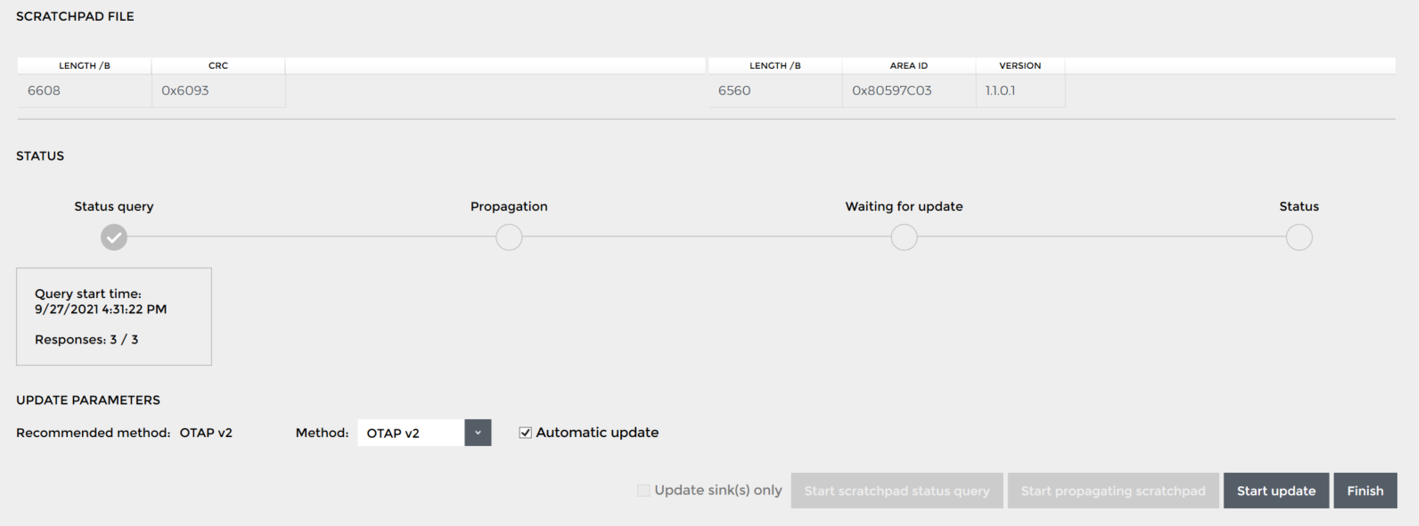 SCRATCHPAD FILE
LENGTH /B CRC LENGTH /B AREA ID VERSION
6608 0x6093 6560 0x80597C03 1.1.0.1
STATUS
Status query Propagation Waiting for update Status
Query start time:
9/27/2021 4:31:22 PM
Responses: 3 / 3
UPDATE PARAMETERS
Recommended method: OTAP v2 Method: OTAP v2 Automatic update
Update sink(s) only Start scratchpad status query Start propagating scratchpad Start update Finish